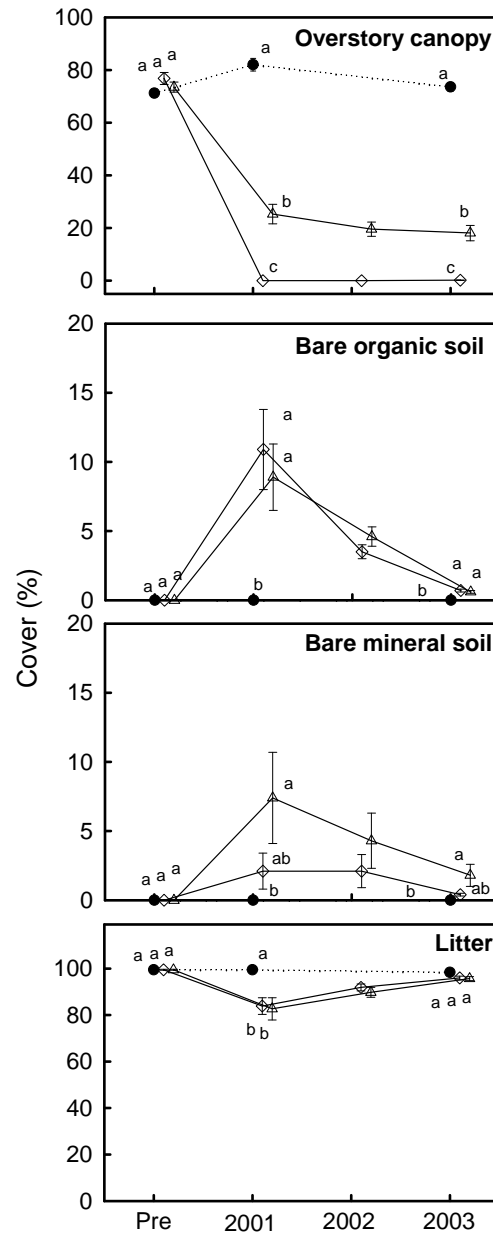 100
Overstory canopy
a a a
a
a
80
60
40
b
b
20
c
c
0
20
Bare organic soil
15
a
10
a
5
a
a a a
b
b
a
0
Cover (%)
20
Bare mineral soil
15
10
a
5
a
a a a
ab
b
b
ab
0
Litter
a a a
a
100
80
b b
a a a
60
40
20
0
Pre
2001
2002
2003